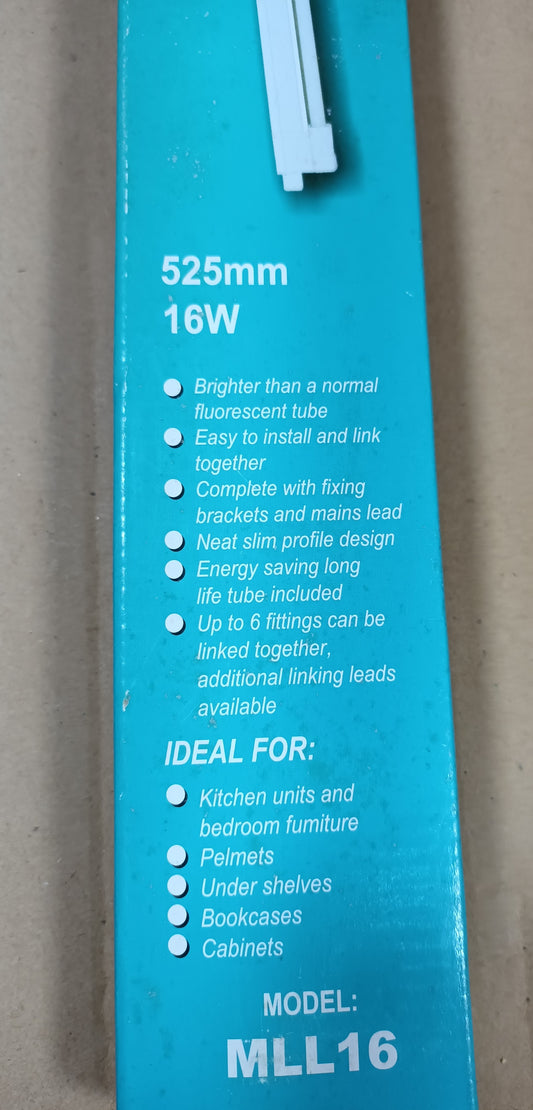 525mm
16W
Brighter than a normal
fluorescent tube
Easy to install and link
together
Complete with fixing
brackets and mains lead
Neat slim profile design
Energy saving long
life tube included
Up to 6 fittings can be
linked together,
additional linking leads
available
IDEAL FOR:
Kitchen units and
bedroom furniture
Pelmets
Under shelves
Bookcases
Cabinets
MODEL:
MLL16